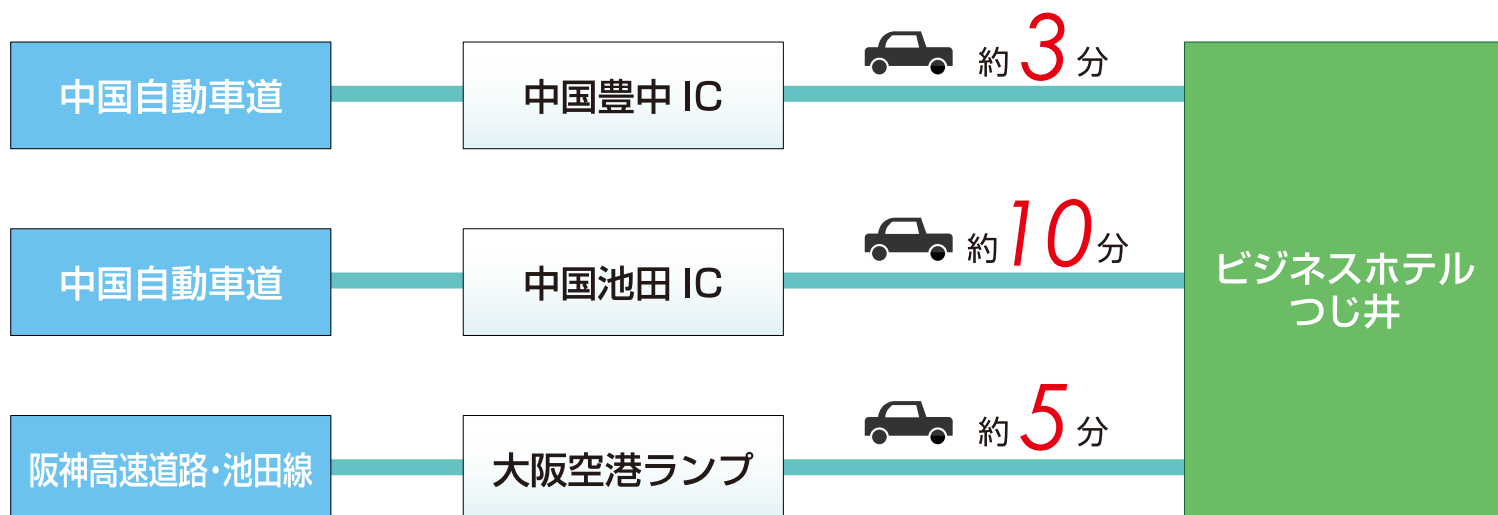 中国自動車道
中国豊中 IC
約3分
中国自動車道
中国池田 IC
約10分
阪神高速道路・池田線
大阪空港ランプ
約5分
ビジネスホテル
つじ井